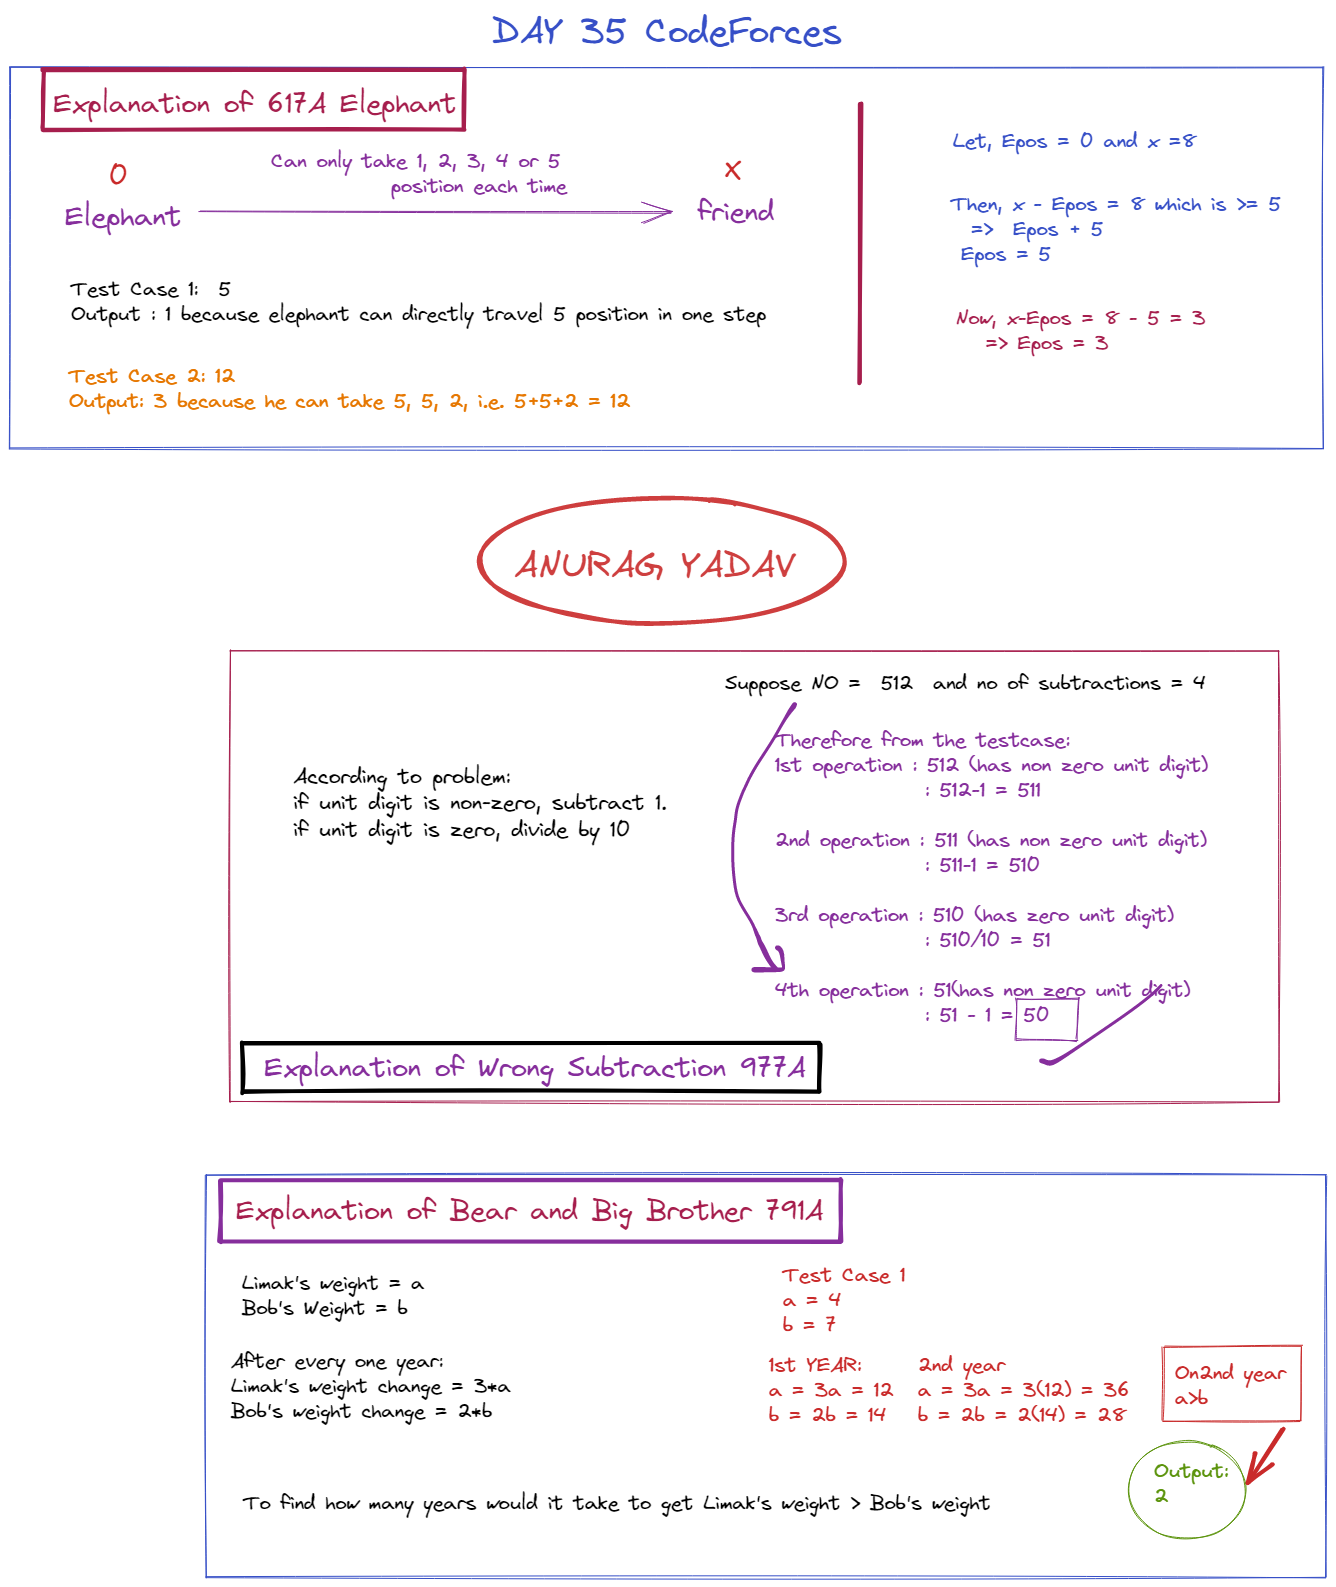 DAY 35 CodeForces
Explanation of 617A Elephant
0
Can only take 1, 2, 3, 4 or 5
position each time
x
Elephant
friend
Test Case 1:  5
Output : 1 because elephant can directly travel 5 position in one step
Test Case 2: 12
Output: 3 because he can take 5, 5, 2, i.e. 5+5+2 = 12
Let, Epos = 0 and x =8
Then, x - Epos = 8 which is >= 5
=>  Epos + 5
Epos = 5
Now, x-Epos = 8 - 5 = 3
=> Epos = 3
ANURAG YADAV
Suppose NO =  512  and no of subtractions = 4
According to problem:
if unit digit is non-zero, subtract 1.
if unit digit is zero, divide by 10
Therefore from the testcase:
1st operation : 512 (has non zero unit digit)
: 512-1 = 511
2nd operation : 511 (has non zero unit digit)
: 511-1 = 510
3rd operation : 510 (has zero unit digit)
: 510/10 = 51
4th operation : 51(has non zero unit digit)
: 51 - 1 = 50
Explanation of Wrong Subtraction 977A
Explanation of Bear and Big Brother 791A
Limak's weight = a
Bob's Weight = b
After every one year:
Limak's weight change = 3*a
Bob's weight change = 2*b
Test Case 1
a = 4
b = 7
1st YEAR:
a = 3a = 12
b = 2b = 14
2nd year
a = 3a = 3(12) = 36
b = 2b = 2(14) = 28
On2nd year
a>b
Output:
2
To find how many years would it take to get Limak's weight > Bob's weight